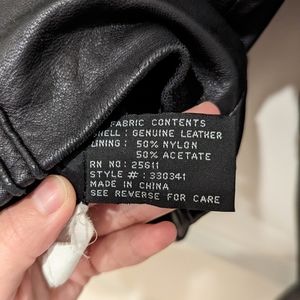 FABRIC CONTENTS
SHELL : GENUINE LEATHER
LINING : 50% NYLON
50% ACETATE
RN NO: 25611
STYLE # : 330341
MADE IN CHINA
SEE REVERSE FOR CARE